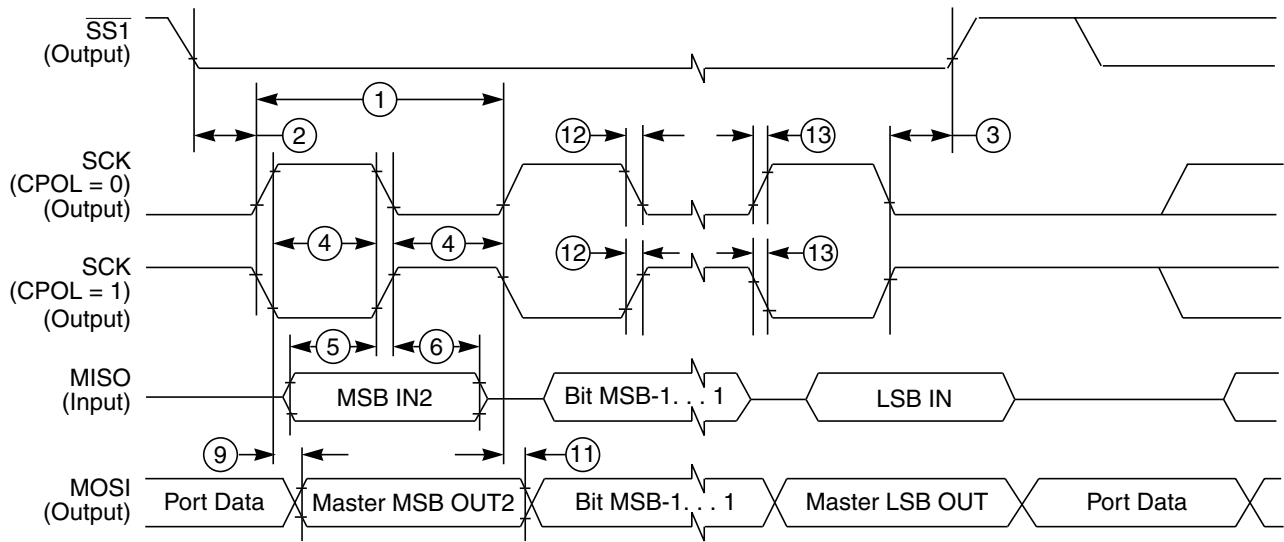 SS1
(Output)
1
2
12
13
3
SCK
(CPOL = 0)
(Output)
4
4
12
13
SCK
(CPOL = 1)
(Output)
5
6
MISO
(Input)
MSB IN2
Bit MSB-1. . . 1
LSB IN
9
11
MOSI
(Output)
Port Data
Master MSB OUT2
Bit MSB-1. . . 1
Master LSB OUT
Port Data